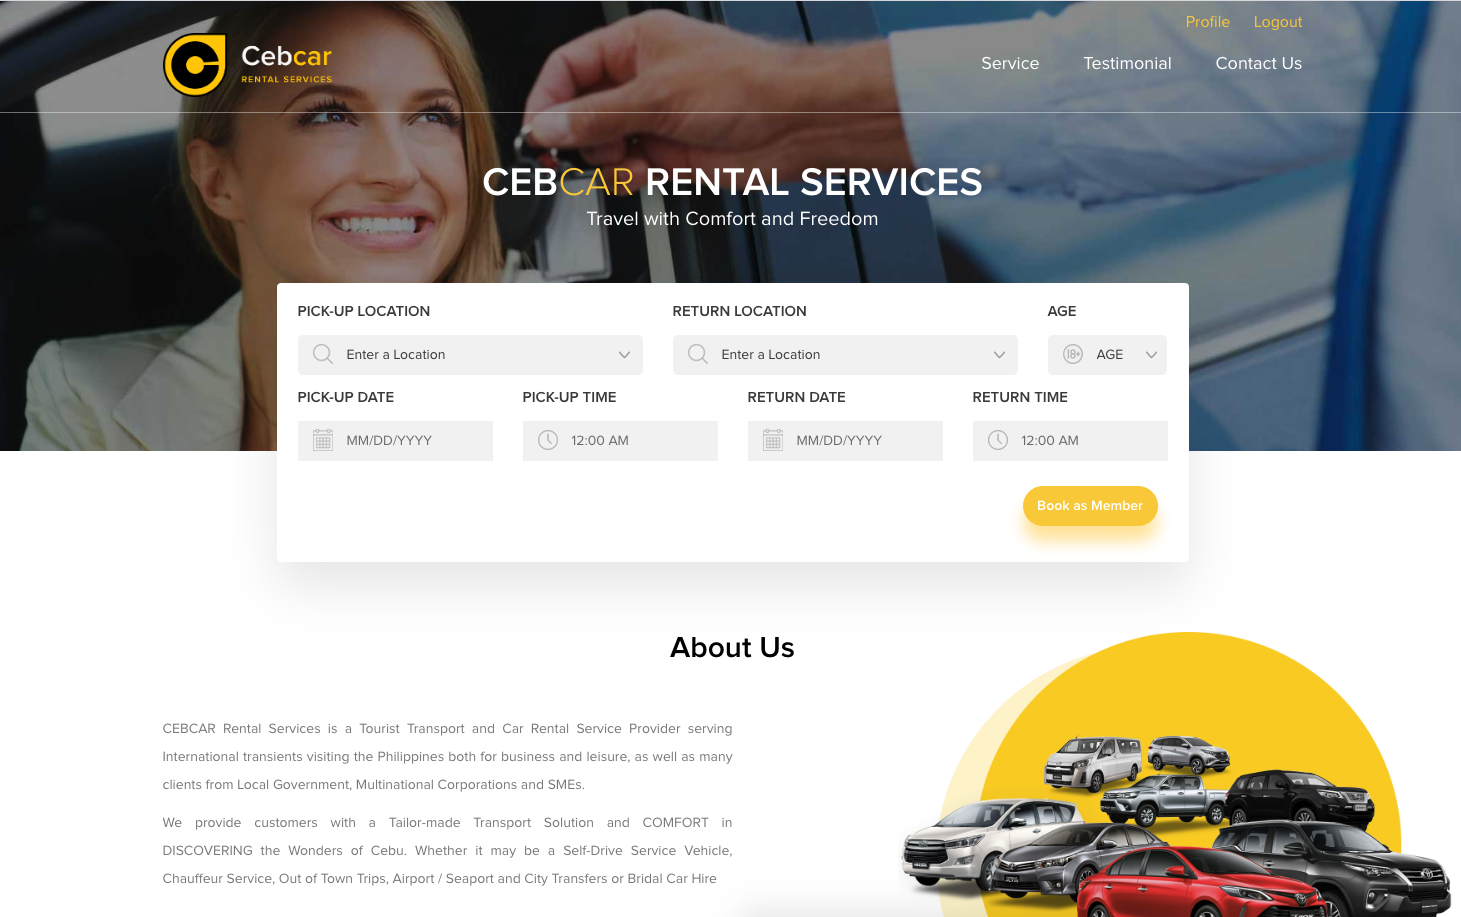 Profile Logout
Cebcar
RENTAL SERVICES
Service Testimonial Contact Us
CEBCAR RENTAL SERVICES
Travel with Comfort and Freedom
PICK-UP LOCATION RETURN LOCATION AGE
Enter a Location Enter a Location 18+ AGE
PICK-UP DATE PICK-UP TIME RETURN DATE RETURN TIME
MM/DD/YYYY 12:00 AM MM/DD/YYYY 12:00 AM
Book as Member
About Us
CEBCAR Rental Services is a Tourist Transport and Car Rental Service Provider serving
International transients visiting the Philippines both for business and leisure, as well as many
clients from Local Government, Multinational Corporations and SMEs.
We provide customers with a Tailor-made Transport Solution and COMFORT in
DISCOVERING the Wonders of Cebu. Whether it may be a Self-Drive Service Vehicle,
Chauffeur Service, Out of Town Trips, Airport / Seaport and City Transfers or Bridal Car Hire